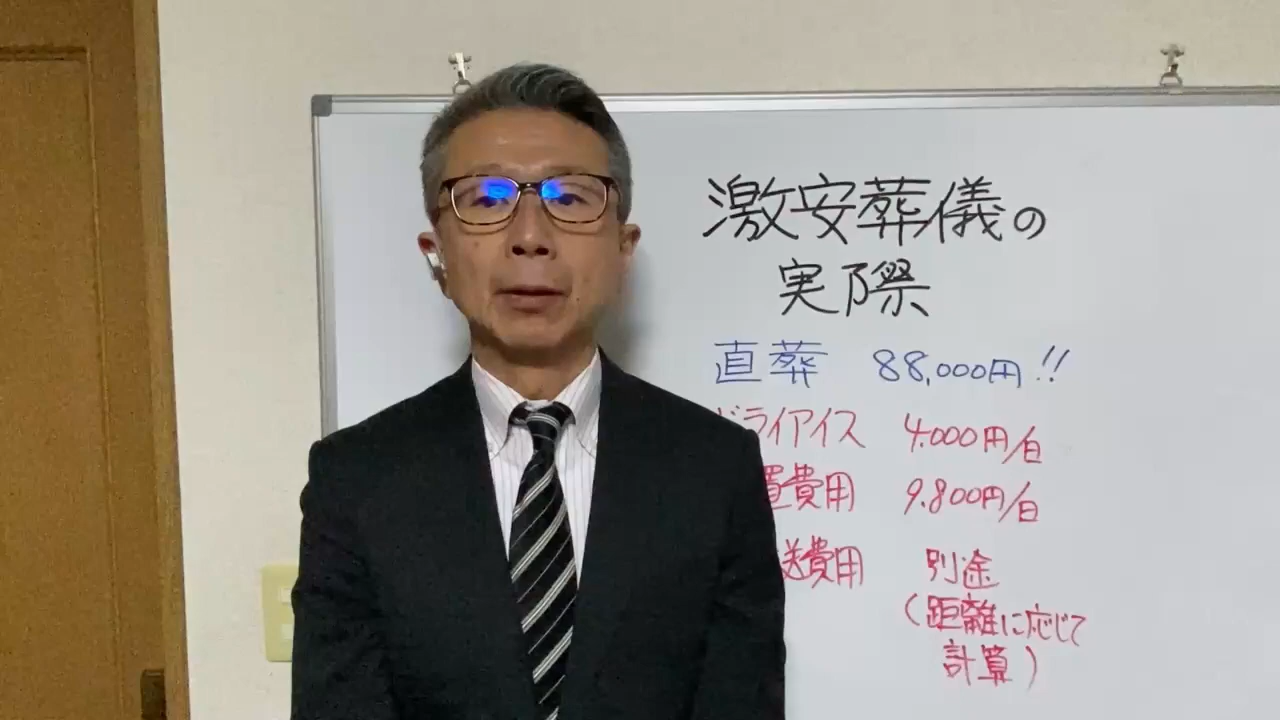 激安葬儀の
実際
直葬 88,000円!!
ドライアイス 4,000円/日
置費用 9,800円/日
送費用 別途
(距離に応じて
計算)